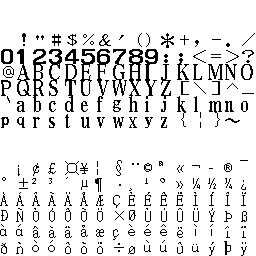 ! " # $ % & ' ( ) * + , - . /
0 1 2 3 4 5 6 7 8 9 : ; < = > ?
@ A B C D E F G H I J K L M N O
P Q R S T U V W X Y Z [ \ ] ^ _
` a b c d e f g h i j k l m n o
p q r s t u v w x y z { ¦ } ~
¡ ¢ £ ¤ ¥ ¦ § ¨ © ª « ¬ - ® ¯
° ± ² ³ ´ µ ¶ · ¸ ¹ º » ¼ ½ ¾ ¿
À Á Â Ã Ä Å Æ Ç È É Ê Ë Ì Í Î Ï
Ð Ñ Ò Ó Ô Õ Ö × Ø Ù Ú Û Ü Ý Þ ß
à á â ã ä å æ ç è é ê ë ì í î ï
ð ñ ò ó ô õ ö ÷ ø ù ú û ü ý þ ÿ